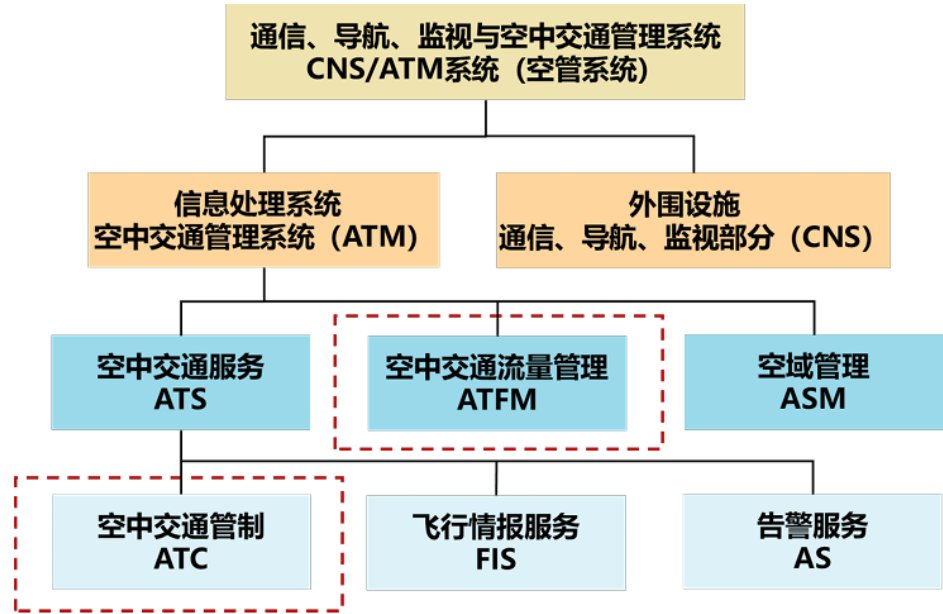 通信、导航、监视与空中交通管理系统
CNS/ATM系统（空管系统）
信息处理系统
空中交通管理系统（ATM）
外围设施
通信、导航、监视部分（CNS）
空中交通服务
ATS
空中交通流量管理
ATFM
空域管理
ASM
空中交通管制
ATC
飞行情报服务
FIS
告警服务
AS